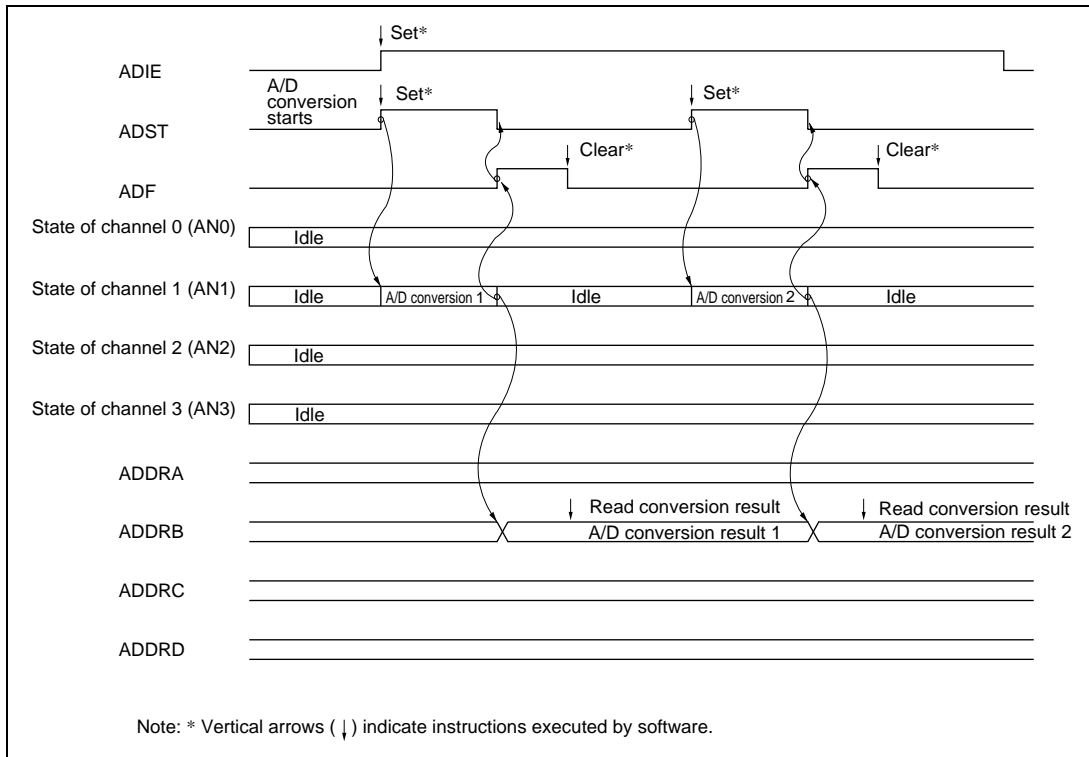 Set*
ADIE
A/D
conversion
starts
Set*
Set*
ADST
Clear*
Clear*
ADF
State of channel 0 (AN0)
Idle
State of channel 1 (AN1)
Idle
A/D conversion 1
Idle
A/D conversion 2
Idle
State of channel 2 (AN2)
Idle
State of channel 3 (AN3)
Idle
ADDRA
Read conversion result
Read conversion result
ADDRB
A/D conversion result 1
A/D conversion result 2
ADDRC
ADDRD
Note: * Vertical arrows (↓) indicate instructions executed by software.